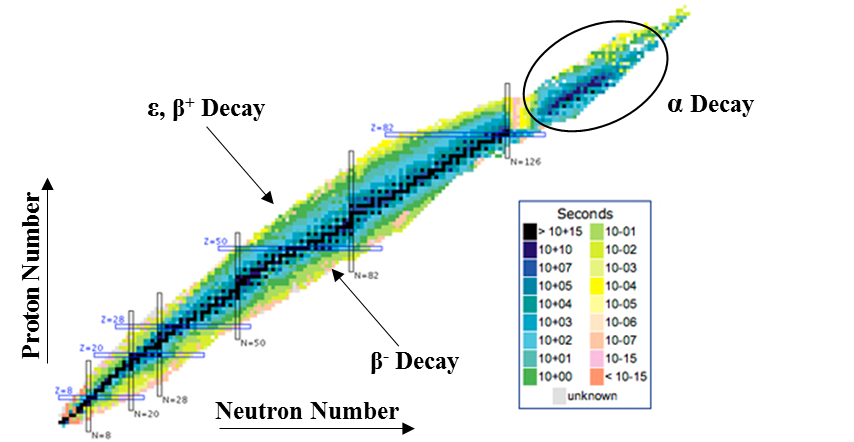 ε, β+ Decay
α Decay
Z=82
N=126
Proton Number
Z=50
N=82
Seconds
> 10+15
10-01
10+10
10-02
10+07
10-03
10+05
10-04
10+04
10-05
10+03
10-06
10+02
10-07
10+01
10-15
10+00
< 10-15
unknown
Z=28
N=50
Z=20
β- Decay
Z=8
N=28
N=20
Neutron Number
N=8